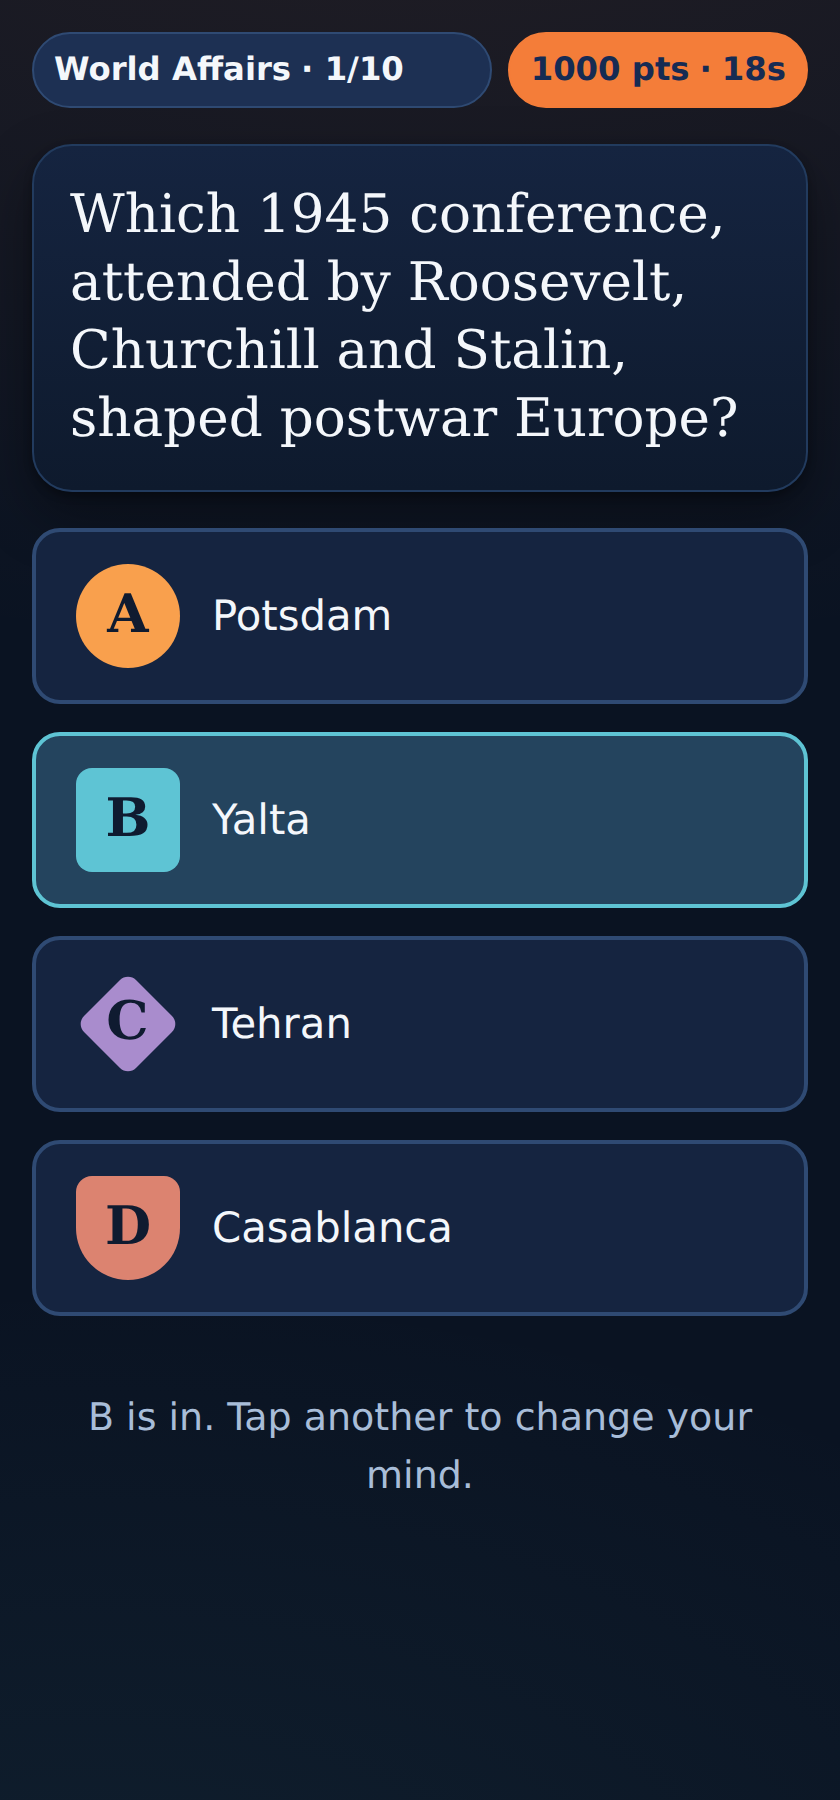 World Affairs · 1/10
1000 pts · 18s
Which 1945 conference,
attended by Roosevelt,
Churchill and Stalin,
shaped postwar Europe?
A Potsdam
B Yalta
C Tehran
D Casablanca
B is in. Tap another to change your
mind.